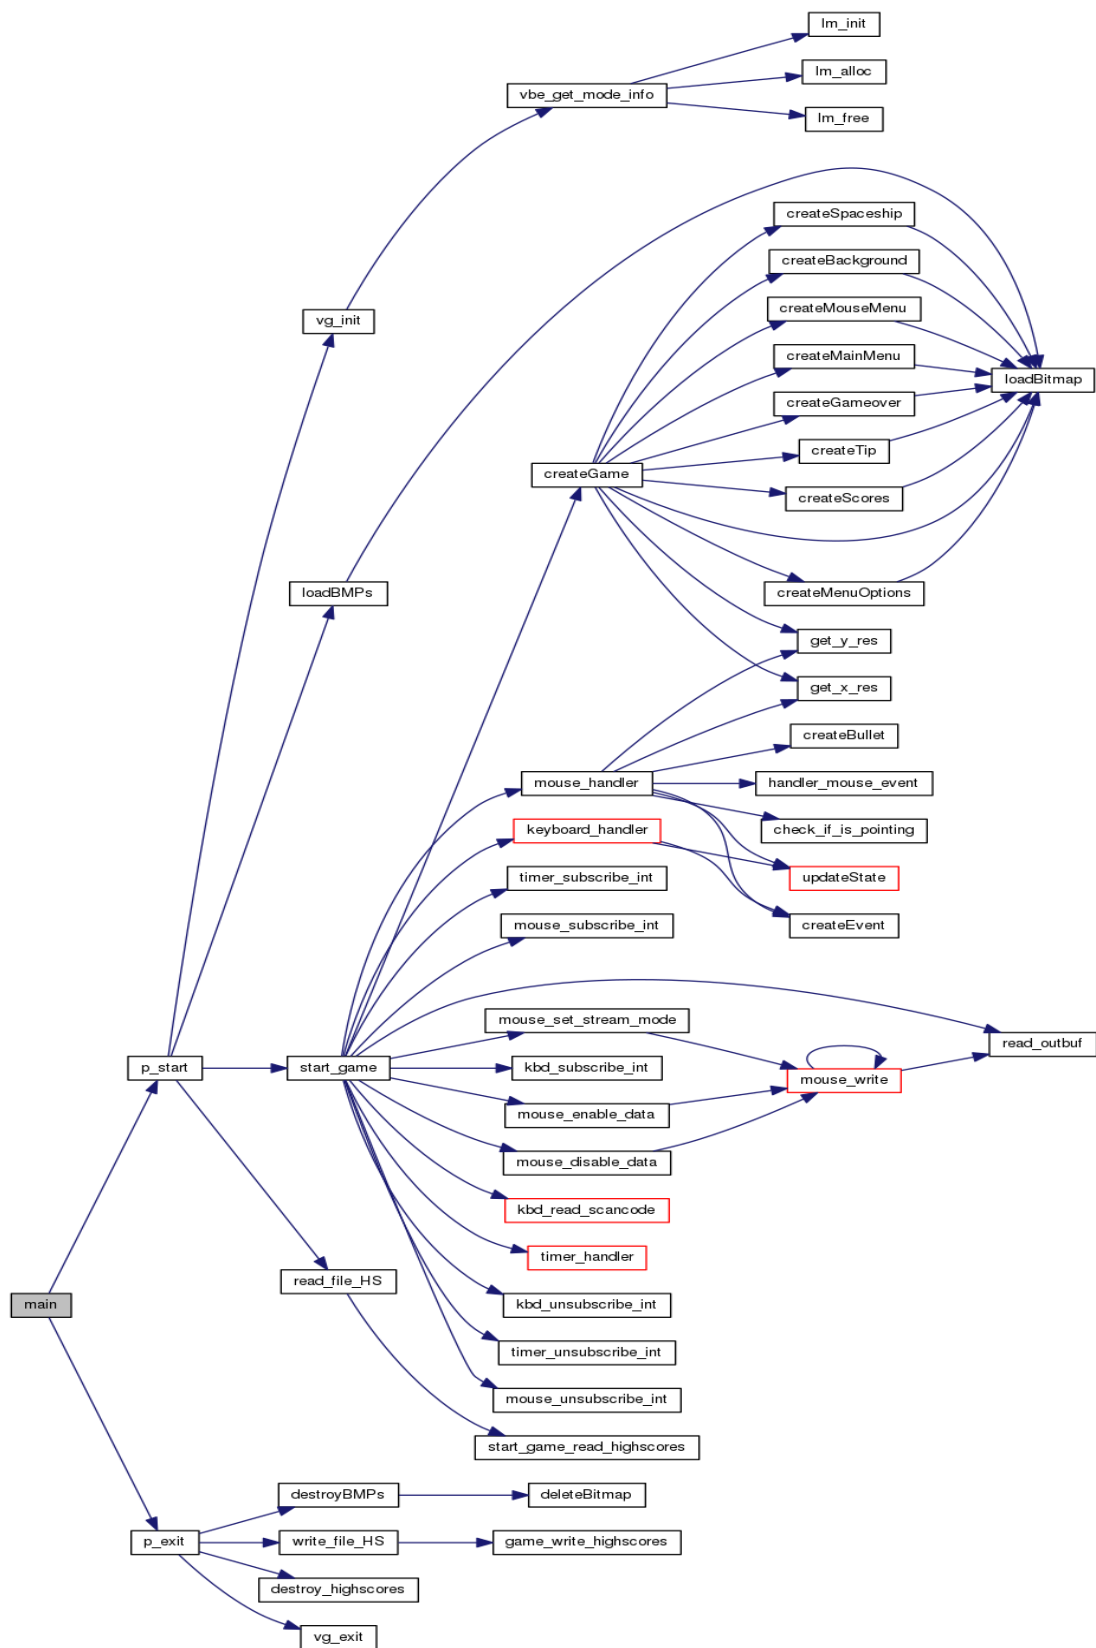 lm_init
lm_alloc
vbe_get_mode_info
lm_free
createSpaceship
createBackground
createMouseMenu
vg_init
createMainMenu
loadBitmap
createGameover
createTip
createGame
createScores
loadBMPs
createMenuOptions
get_y_res
get_x_res
createBullet
mouse_handler
handler_mouse_event
keyboard_handler
check_if_is_pointing
timer_subscribe_int
updateState
mouse_subscribe_int
createEvent
mouse_set_stream_mode
read_outbuf
p_start
start_game
kbd_subscribe_int
mouse_write
mouse_enable_data
mouse_disable_data
kbd_read_scancode
timer_handler
read_file_HS
main
kbd_unsubscribe_int
timer_unsubscribe_int
mouse_unsubscribe_int
start_game_read_highscores
destroyBMPs
deleteBitmap
p_exit
write_file_HS
game_write_highscores
destroy_highscores
vg_exit